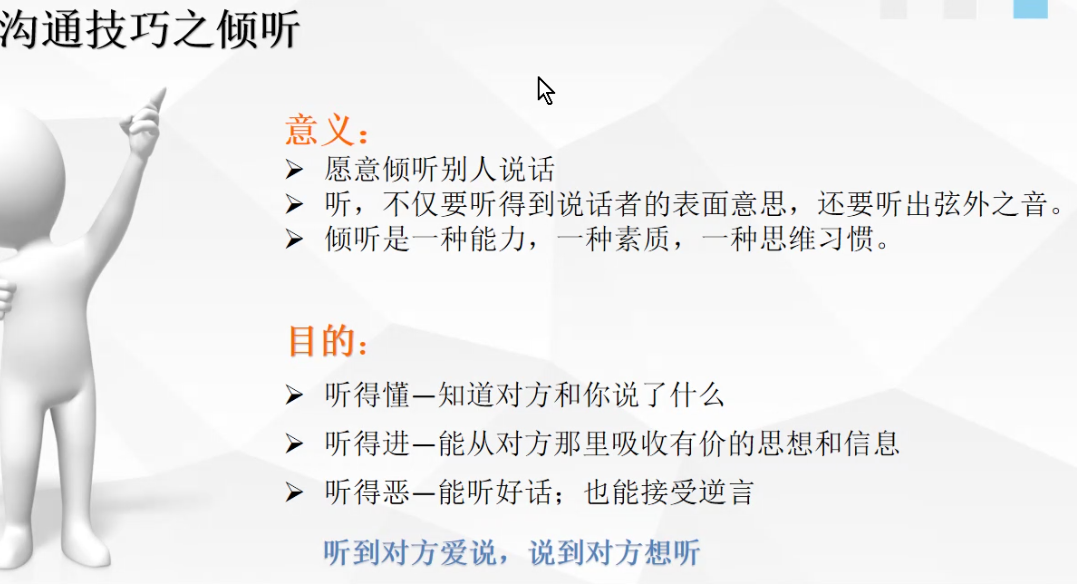 沟通技巧之倾听
意义：
➢ 愿意倾听别人说话
➢ 听，不仅要听得到说话者的表面意思，还要听出弦外之音。
➢ 倾听是一种能力，一种素质，一种思维习惯。
目的：
➢ 听得懂—知道对方和你说了什么
➢ 听得进—能从对方那里吸收有价的思想和信息
➢ 听得恶—能听好话；也能接受逆言
听到对方爱说，说到对方想听